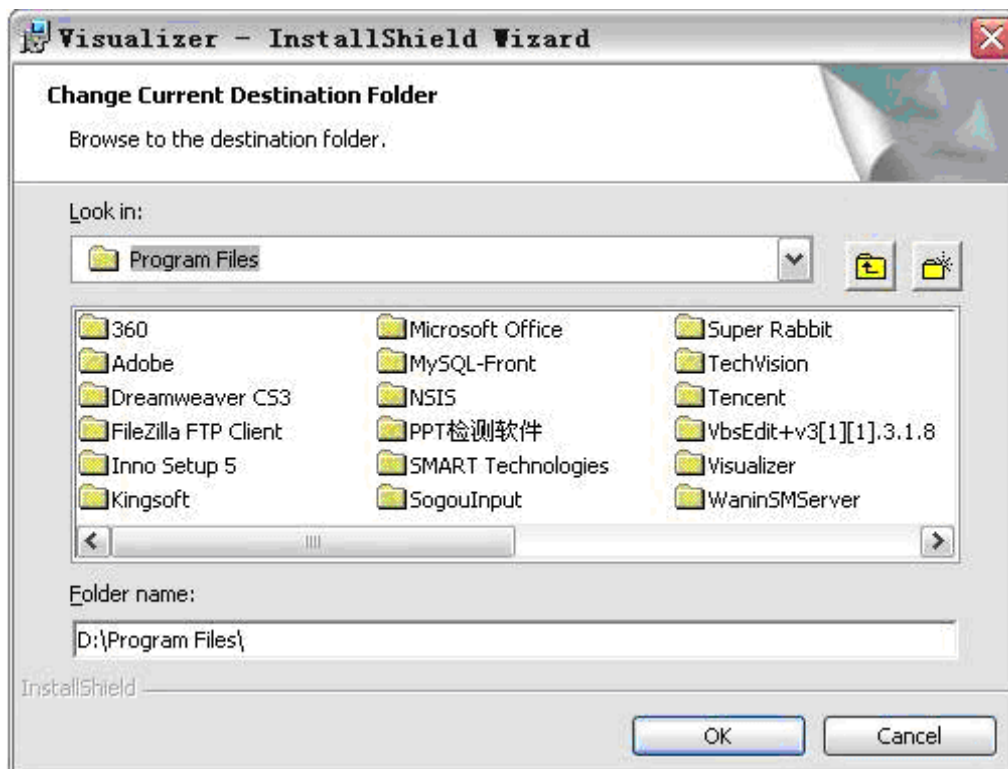 Visualizer - InstallShield Wizard
Change Current Destination Folder
Browse to the destination folder.
Look in:
Program Files
360
Adobe
Dreamweaver CS3
FileZilla FTP Client
Inno Setup 5
Kingsoft
Microsoft Office
MySQL-Front
NSIS
PPT检测软件
SMART Technologies
SogouInput
Super Rabbit
TechVision
Tencent
VbsEdit+v3[1][1].3.1.8
Visualizer
WaninSMServer
Folder name:
D:\Program Files\
InstallShield
OK
Cancel